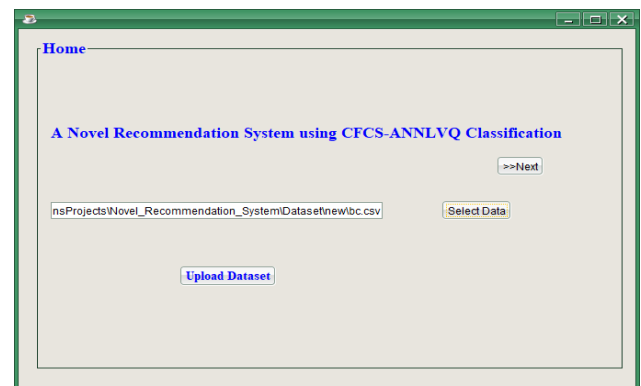 Home
A Novel Recommendation System using CFCS-ANNLVQ Classification
>>Next
nsProjects\Novel_Recommendation_System\Dataset\new\bc.csv
Select Data
Upload Dataset